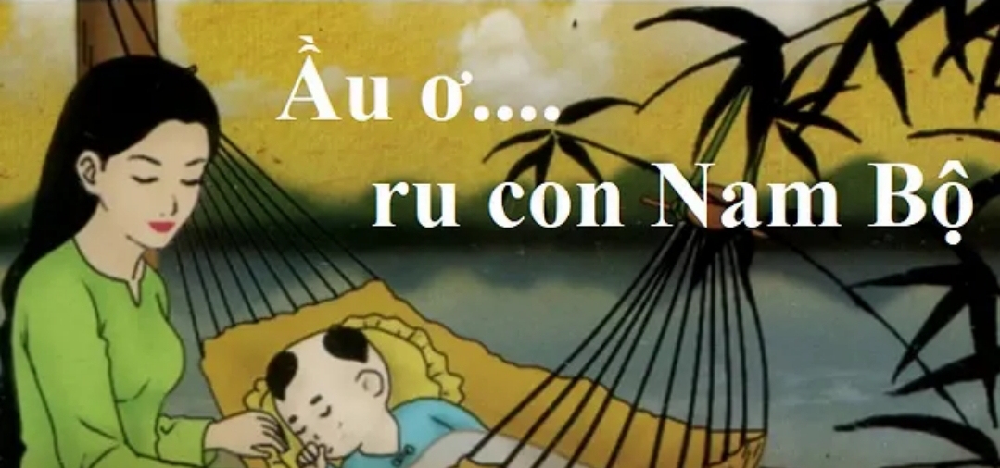 Ầu ơ....
ru con Nam Bộ